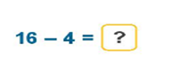 16 – 4 = ?